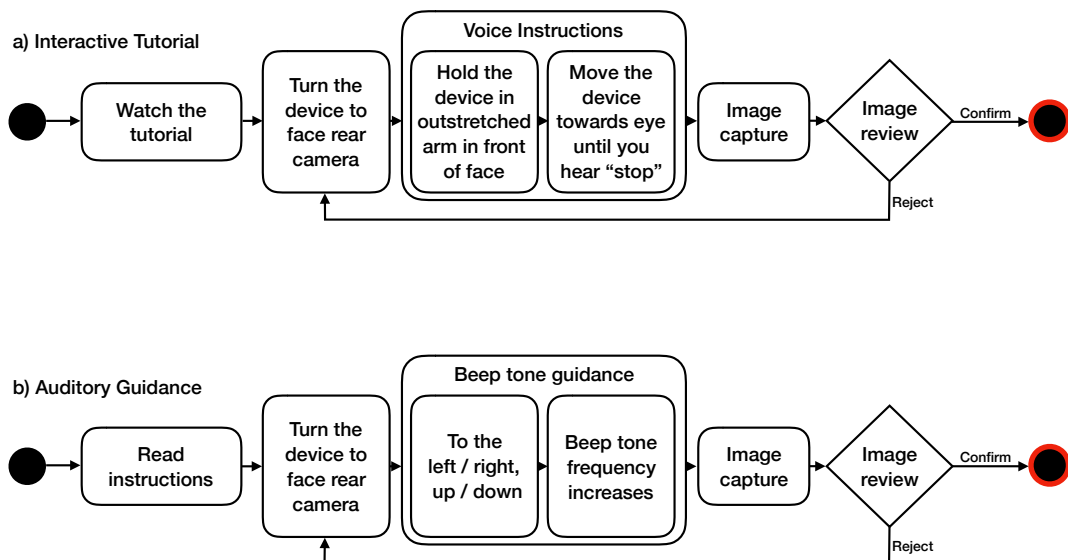 a) Interactive Tutorial
Watch the
tutorial
Turn the
device to
face rear
camera
Voice Instructions
Hold the
device in
outstretched
arm in front
of face
Move the
device
towards eye
until you
hear “stop”
Image
capture
Image
review
Confirm
Reject
b) Auditory Guidance
Read
instructions
Turn the
device to
face rear
camera
Beep tone guidance
To the
left / right,
up / down
Beep tone
frequency
increases
Image
capture
Image
review
Confirm
Reject